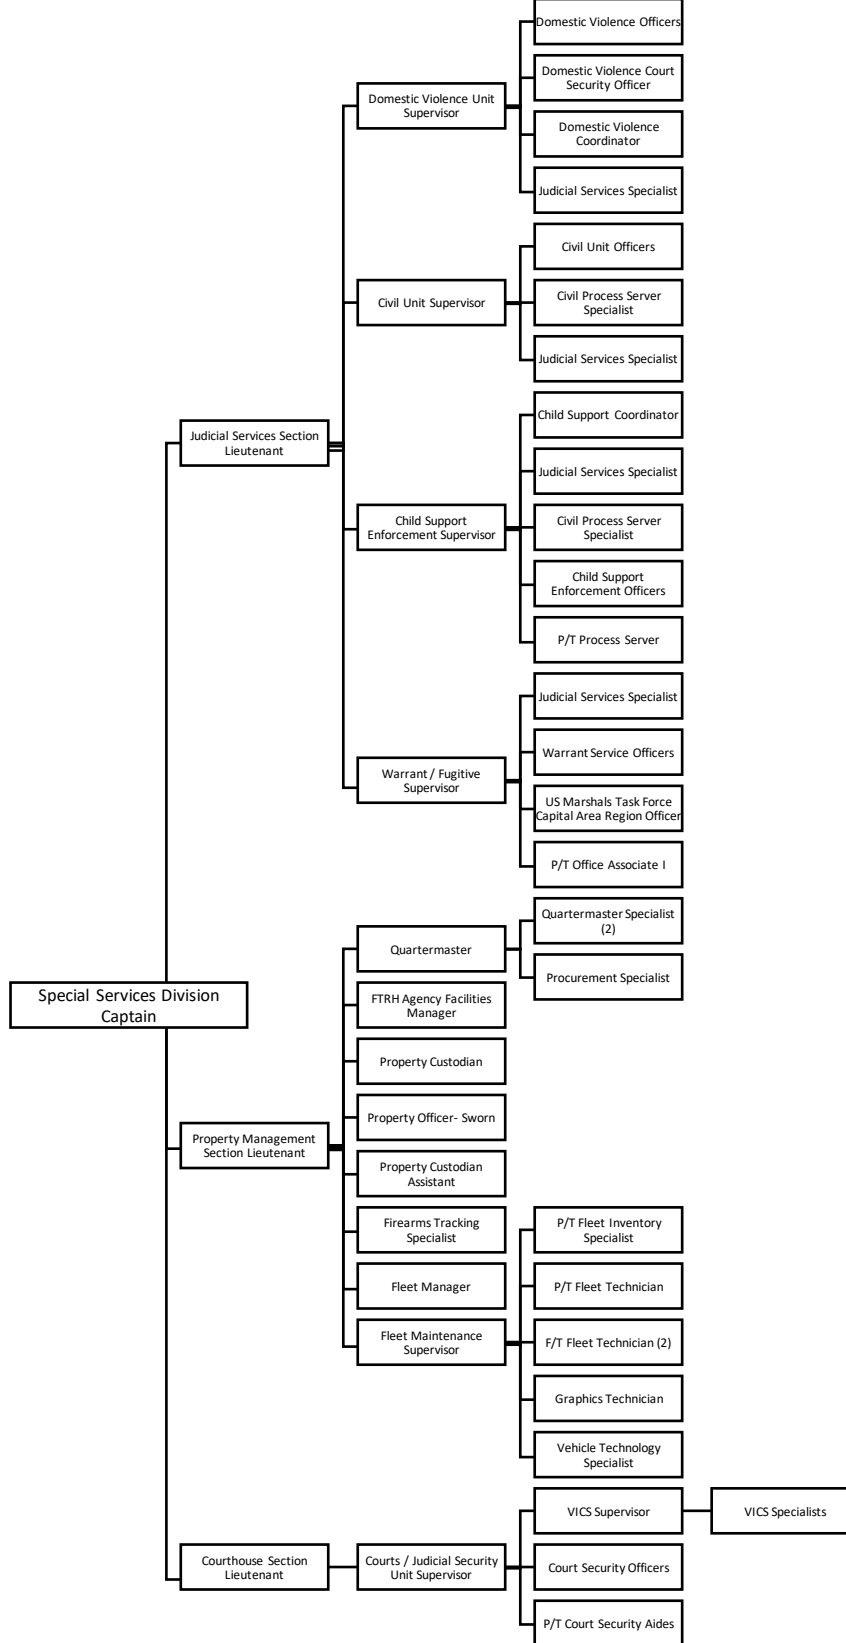 Domestic Violence Officers
Domestic Violence Court
Security Officer
Domestic Violence Unit
Supervisor
Domestic Violence
Coordinator
Judicial Services Specialist
Civil Unit Officers
Civil Unit Supervisor
Civil Process Server
Specialist
Judicial Services Specialist
Judicial Services Section
Lieutenant
Child Support Coordinator
Judicial Services Specialist
Child Support
Enforcement Supervisor
Civil Process Server
Specialist
Child Support
Enforcement Officers
P/T Process Server
Judicial Services Specialist
Warrant Service Officers
Warrant / Fugitive
Supervisor
US Marshals Task Force
Capital Area Region Officer
P/T Office Associate I
Quartermaster Specialist
(2)
Quartermaster
Procurement Specialist
Special Services Division
Captain
FTRH Agency Facilities
Manager
Property Custodian
Property Officer- Sworn
Property Management
Section Lieutenant
Property Custodian
Assistant
Firearms Tracking
Specialist
P/T Fleet Inventory
Specialist
Fleet Manager
P/T Fleet Technician
Fleet Maintenance
Supervisor
F/T Fleet Technician (2)
Graphics Technician
Vehicle Technology
Specialist
VICS Supervisor
VICS Specialists
Courthouse Section
Lieutenant
Courts / Judicial Security
Unit Supervisor
Court Security Officers
P/T Court Security Aides